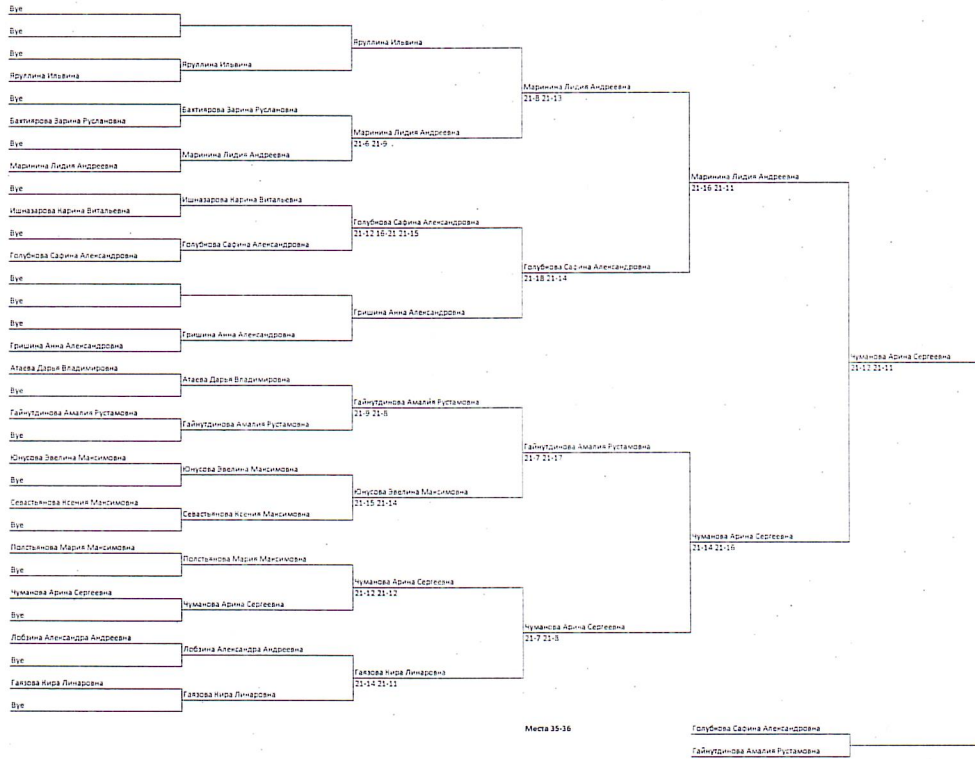 Bye
Bye
Bye
Яруллина Ильвина
Bye
Бахтиярова Зарина Руслановна
Bye
Маринина Лидия Андреевна
Bye
Ишназарова Карина Витальевна
Bye
Голубкова Сафина Александровна
Bye
Bye
Bye
Гришина Анна Александровна
Атаева Дарья Владимировна
Bye
Гайнутдинова Амалия Рустамовна
Bye
Юнусова Эвелина Максимовна
Bye
Севастьянова Ксения Максимовна
Bye
Полстьянова Мария Максимовна
Bye
Чуманова Арина Сергеевна
Bye
Лобзина Александра Андреевна
Bye
Гаязова Кира Линаровна
Bye
Яруллина Ильвина
Бахтиярова Зарина Руслановна
Маринина Лидия Андреевна
Ишназарова Карина Витальевна
Голубкова Сафина Александровна
Гришина Анна Александровна
Атаева Дарья Владимировна
Гайнутдинова Амалия Рустамовна
Юнусова Эвелина Максимовна
Севастьянова Ксения Максимовна
Полстьянова Мария Максимовна
Чуманова Арина Сергеевна
Лобзина Александра Андреевна
Гаязова Кира Линаровна
Яруллина Ильвина
Маринина Лидия Андреевна
21-6 21-9
Голубкова Сафина Александровна
21-12 16-21 21-15
Гришина Анна Александровна
Гайнутдинова Амалия Рустамовна
21-9 21-8
Юнусова Эвелина Максимовна
21-15 21-14
Чуманова Арина Сергеевна
21-12 21-12
Гаязова Кира Линаровна
21-14 21-11
Маринина Лидия Андреевна
21-8 21-13
Голубкова Сафина Александровна
21-18 21-14
Гайнутдинова Амалия Рустамовна
21-7 21-17
Чуманова Арина Сергеевна
21-7 21-8
Маринина Лидия Андреевна
21-16 21-11
Чуманова Арина Сергеевна
21-14 21-16
Чуманова Арина Сергеевна
21-12 21-11
Места 35-36
Голубкова Сафина Александровна
Гайнутдинова Амалия Рустамовна